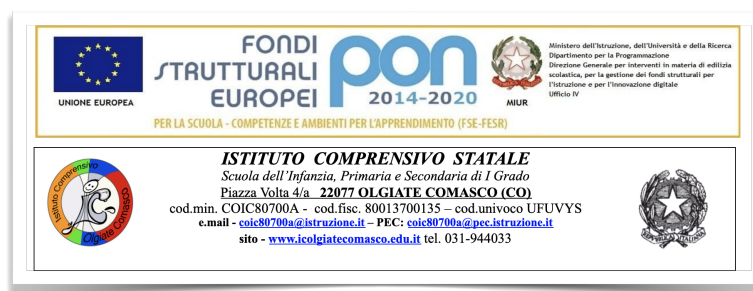 UNIONE EUROPEA
FONDI
STRUTTURALI
EUROPEI
pon
2014-2020
MIUR
Ministero dell'Istruzione, dell'Università e della Ricerca
Dipartimento per la Programmazione
Direzione Generale per interventi in materia di edilizia
scolastica, per la gestione dei fondi strutturali per
l'istruzione e per l'innovazione digitale
Ufficio IV
PER LA SCUOLA - COMPETENZE E AMBIENTI PER L'APPRENDIMENTO (FSE-FESR)
Istituto Comprensivo
Olgiate Comasco
ISTITUTO COMPRENSIVO STATALE
Scuola dell'Infanzia, Primaria e Secondaria di I Grado
Piazza Volta 4/a 22077 OLGIATE COMASCO (CO)
cod.min. COIC80700A - cod.fisc. 80013700135 – cod.univoco UFUVYS
e.mail - coic80700a@istruzione.it – PEC: coic80700a@pec.istruzione.it
sito - www.icolgiatecomasco.edu.it tel. 031-944033
REPVBBLICA ITALIANA